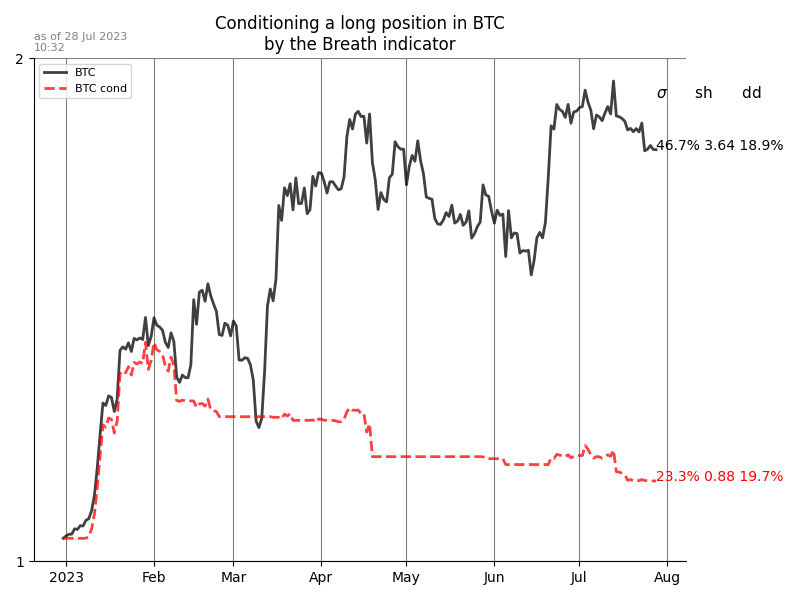 Conditioning a long position in BTC
by the Breath indicator
as of 28 Jul 2023
10:32
2
BTC
BTC cond
σ sh dd
46.7% 3.64 18.9%
23.3% 0.88 19.7%
1
2023 Feb Mar Apr May Jun Jul Aug